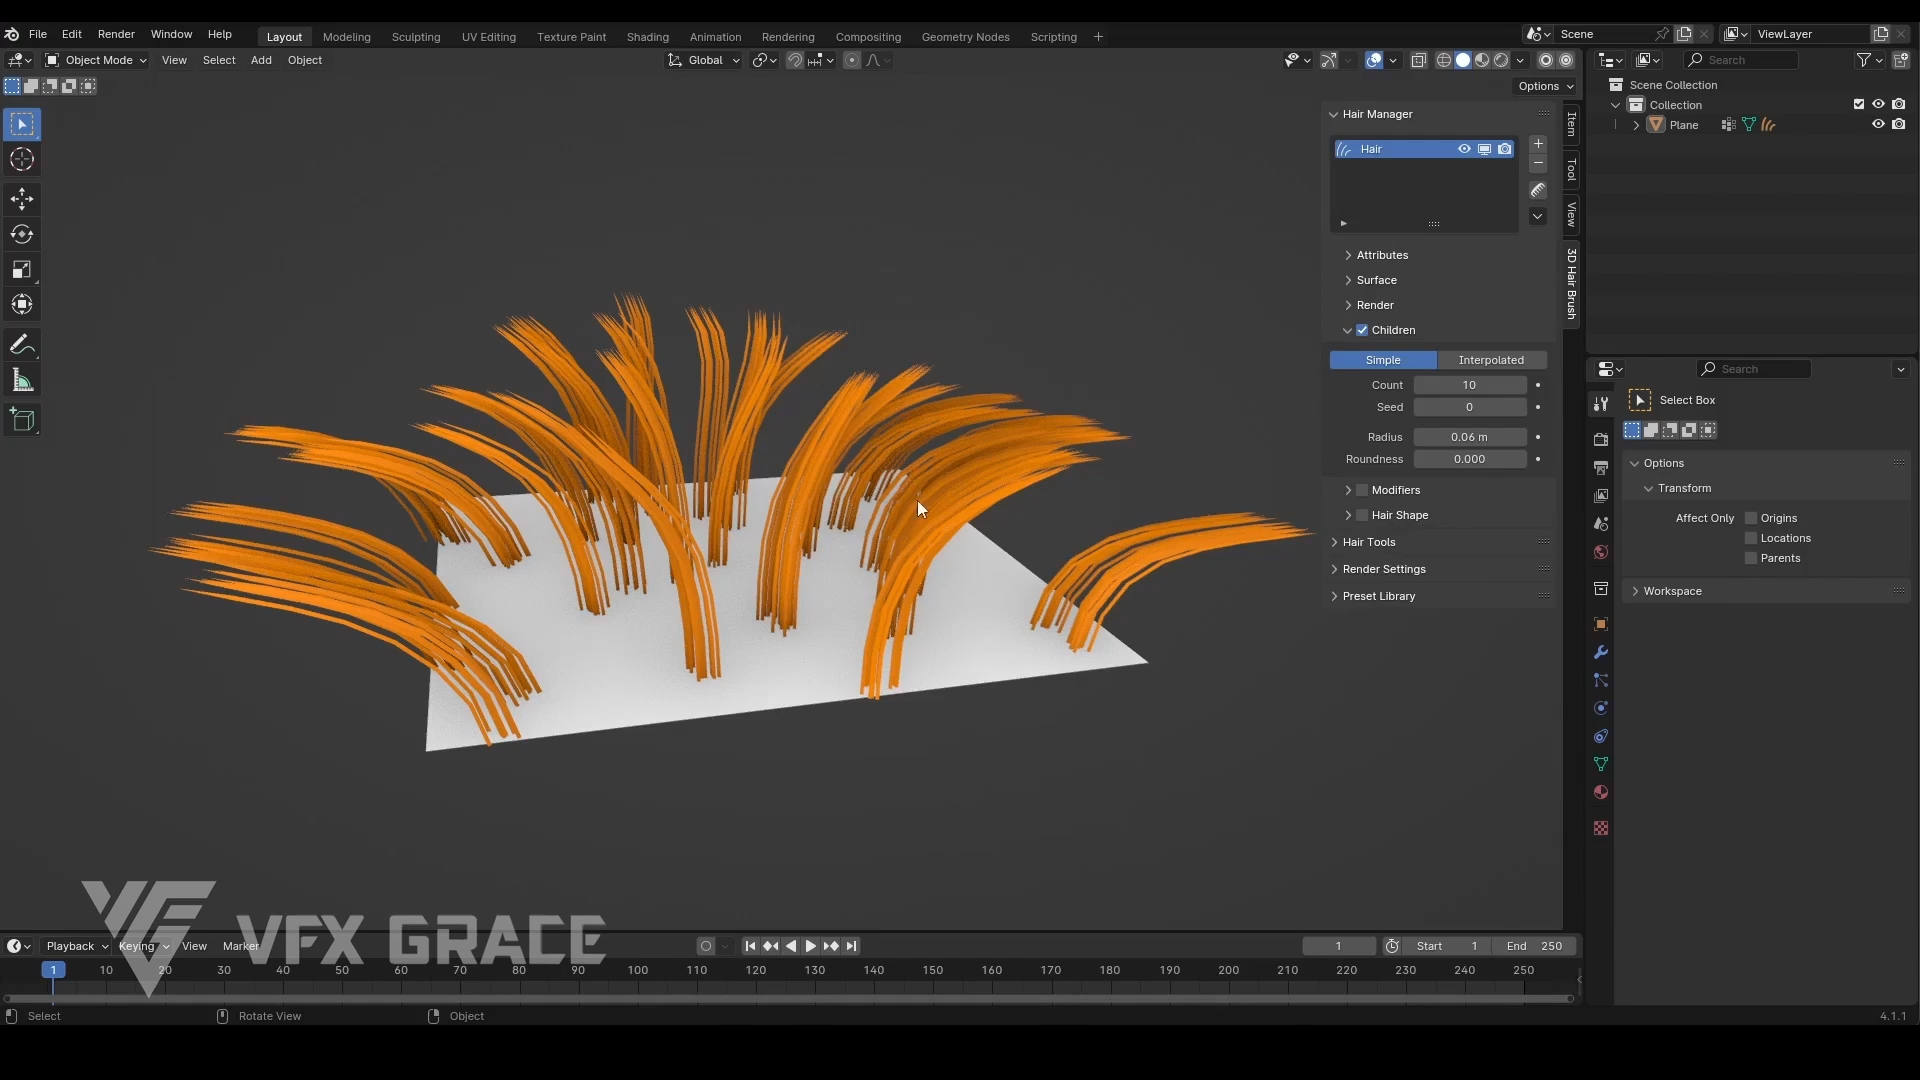 File Edit Render Window Help Layout Modeling Sculpting UV Editing Texture Paint Shading Animation Rendering Compositing Geometry Nodes Scripting + Scene ViewLayer
Object Mode View Select Add Object Global Search
Options
Scene Collection
Collection
Plane
Hair Manager
Hair
Attributes
Surface
Render
Children
Simple Interpolated
Count 10
Seed 0
Radius 0.06 m
Roundness 0.000
Modifiers
Hair Shape
Hair Tools
Render Settings
Preset Library
Item
Tool
View
3D Hair Brush
Search
Select Box
Options
Transform
Affect Only Origins
Locations
Parents
Workspace
VFX GRACE
Playback Keying View Marker 1 Start 1 End 250
1 10 20 30 40 50 60 70 80 90 100 110 120 130 140 150 160 170 180 190 200 210 220 230 240 250
Select Rotate View Object 4.1.1